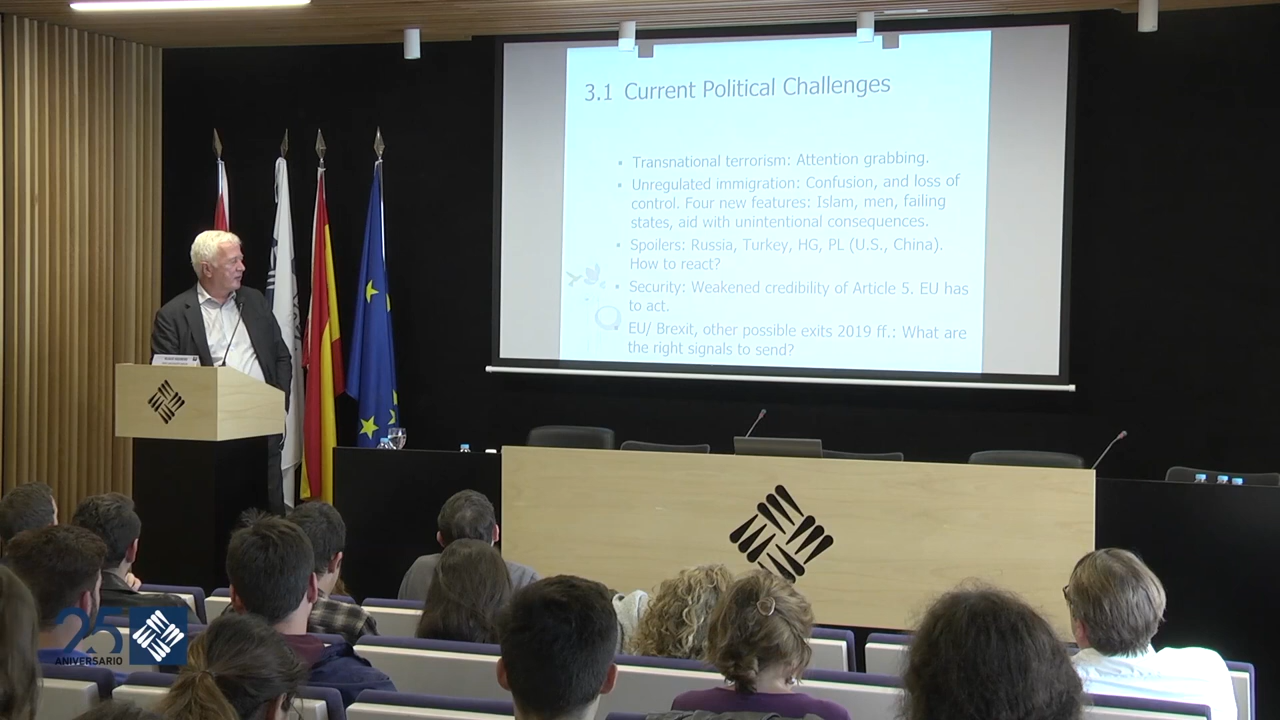 3.1 Current Political Challenges
▪ Transnational terrorism: Attention grabbing.
▪ Unregulated immigration: Confusion, and loss of
control. Four new features: Islam, men, failing
states, aid with unintentional consequences.
▪ Spoilers: Russia, Turkey, HG, PL (U.S., China).
How to react?
▪ Security: Weakened credibility of Article 5. EU has
to act.
EU/ Brexit, other possible exits 2019 ff.: What are
the right signals to send?
25
ANIVERSARIO